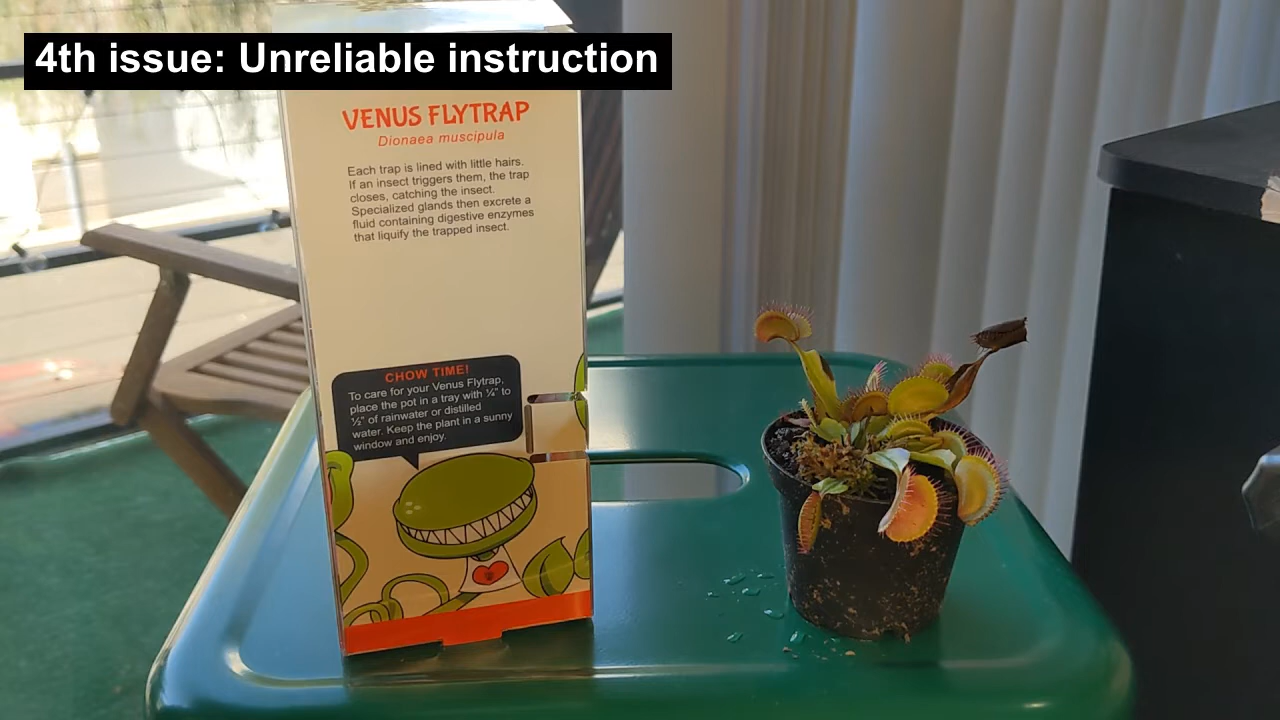 4th issue: Unreliable instruction
VENUS FLYTRAP
Dionaea muscipula
Each trap is lined with little hairs.
If an insect triggers them, the trap
closes, catching the insect.
Specialized glands then excrete a
fluid containing digestive enzymes
that liquify the trapped insect.
CHOW TIME!
To care for your Venus Flytrap,
place the pot in a tray with ¼" to
½" of rainwater or distilled
water. Keep the plant in a sunny
window and enjoy.